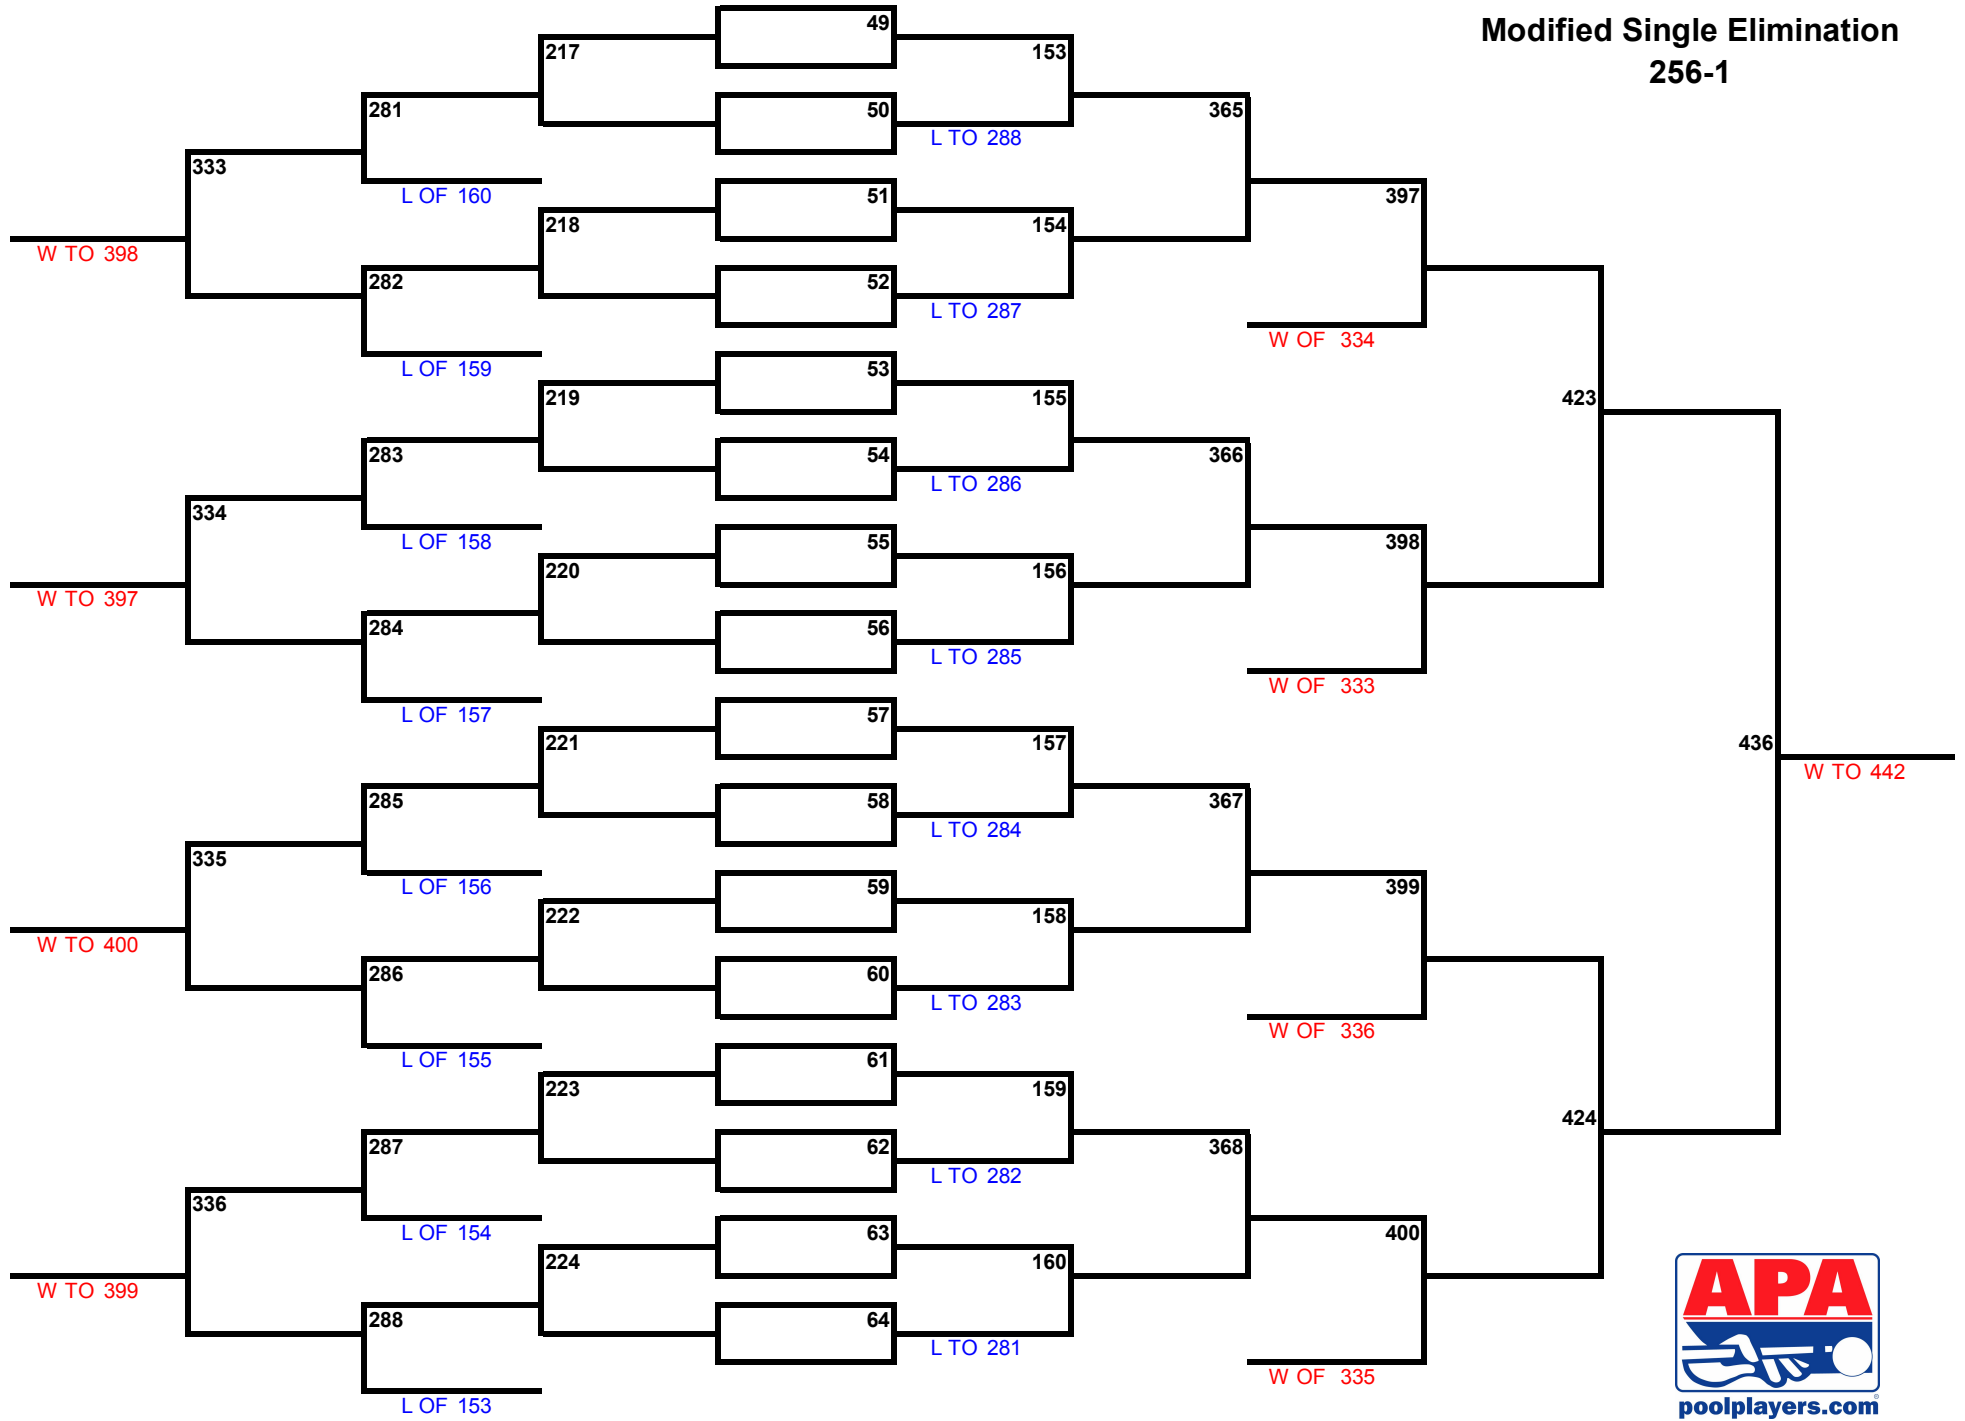 Modified Single Elimination
256-1
49
217
153
281
50
365
L TO 288
333
L OF 160
51
397
218
154
W TO 398
282
52
L TO 287
W OF 334
L OF 159
53
219
155
423
283
54
366
L TO 286
334
L OF 158
55
398
220
156
W TO 397
284
56
L TO 285
W OF 333
L OF 157
57
221
157
436
W TO 442
285
58
367
L TO 284
335
L OF 156
59
399
222
158
W TO 400
286
60
L TO 283
W OF 336
L OF 155
61
223
159
424
287
62
368
L TO 282
336
L OF 154
63
400
224
160
W TO 399
288
64
L TO 281
W OF 335
L OF 153
APA
poolplayers.com